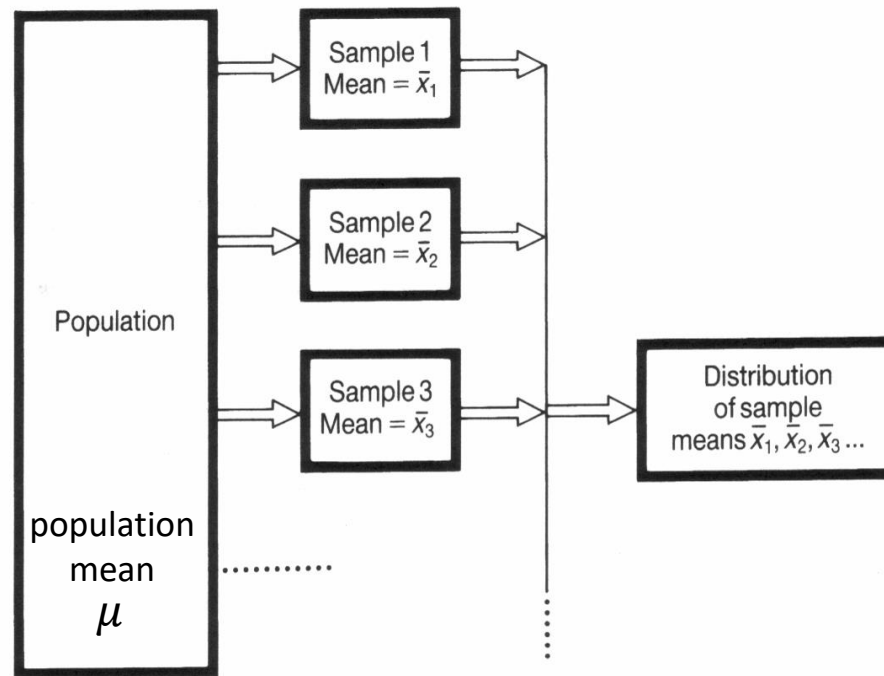 Population
population
mean
μ
Sample 1
Mean = x̄₁
Sample 2
Mean = x̄₂
Sample 3
Mean = x̄₃
Distribution
of sample
means x̄₁, x̄₂, x̄₃ ...